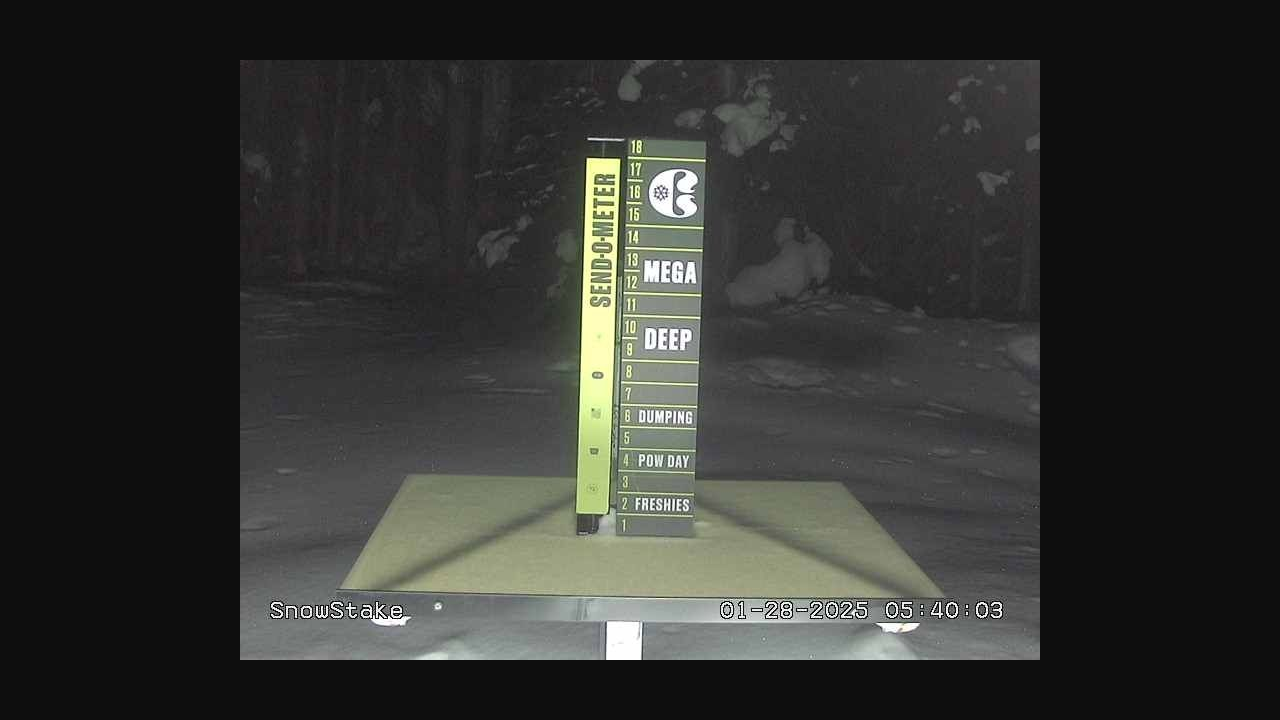 SEND-O-METER
18
17
16
15
14
13
MEGA
12
11
10
DEEP
9
8
7
6 DUMPING
5
4 POW DAY
3
2 FRESHIES
1
SnowStake
01-28-2025 05:40:03